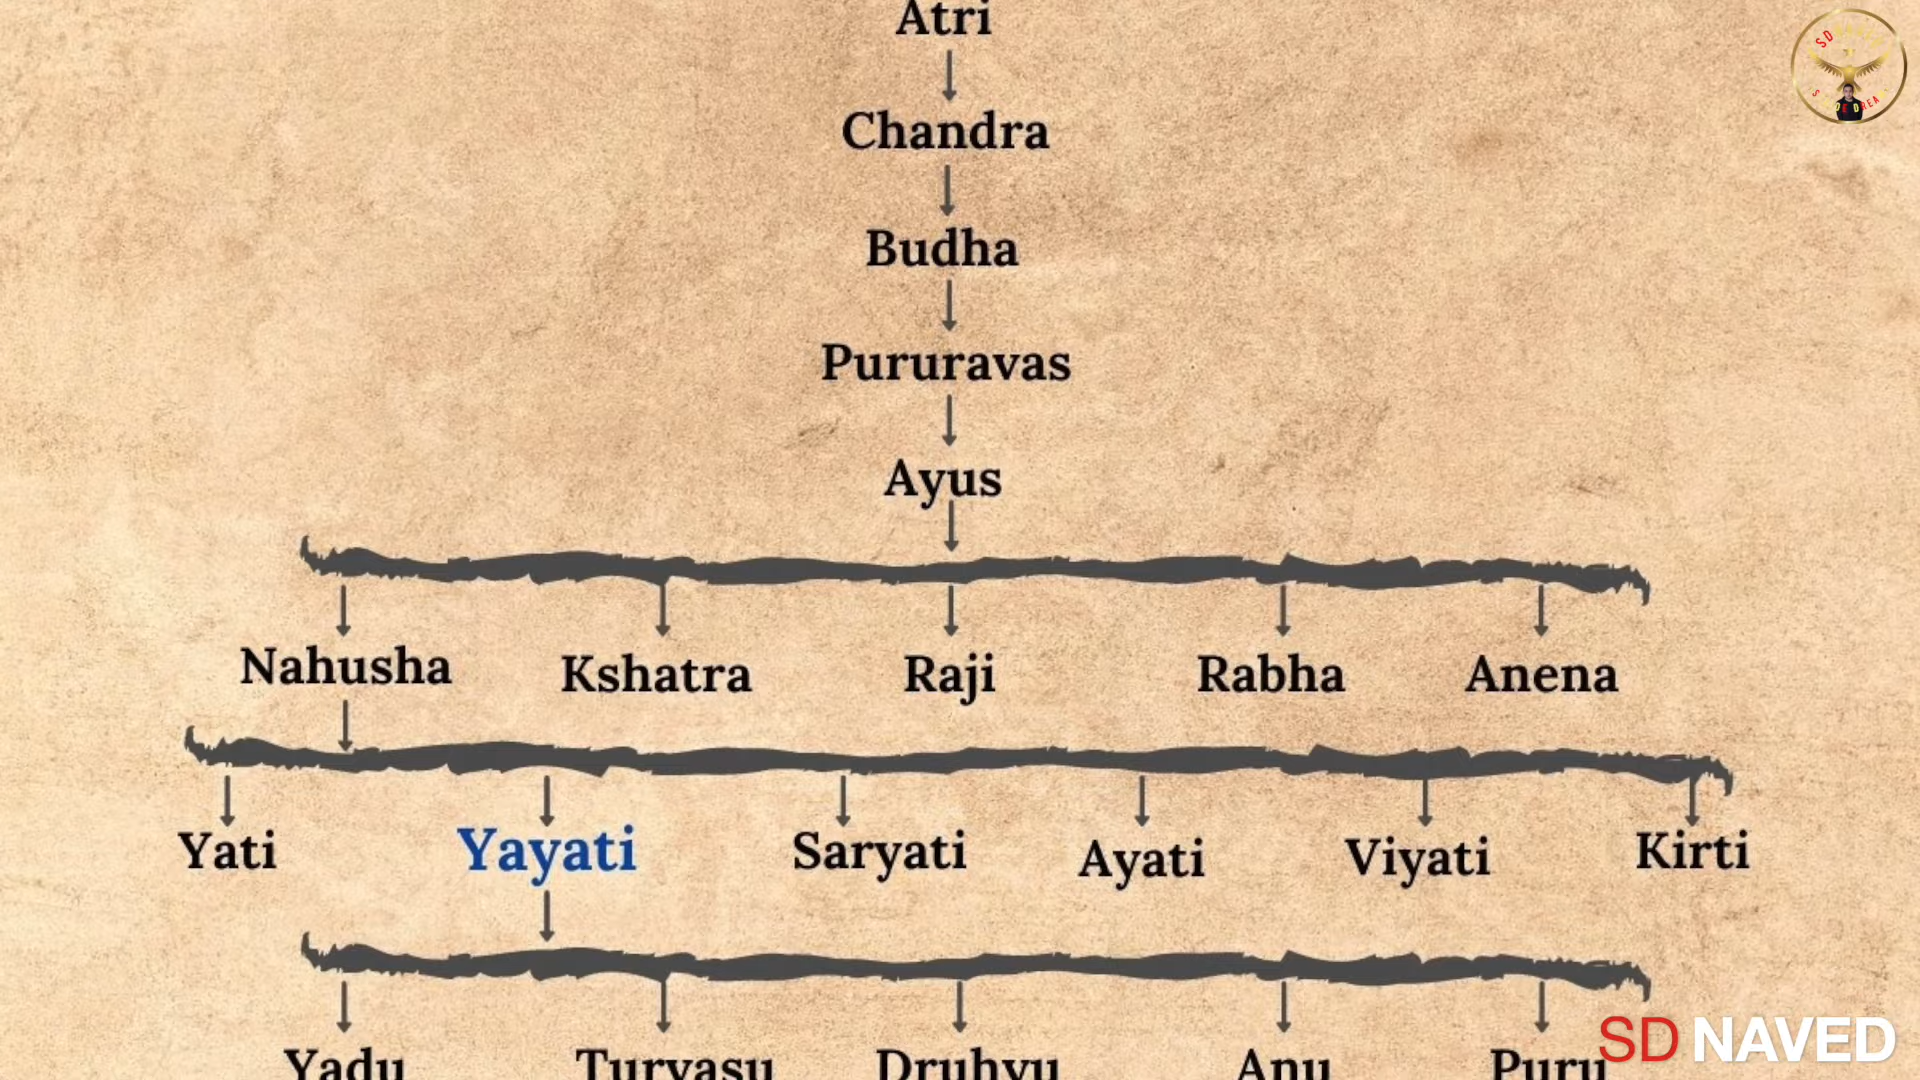 Atri
Chandra
Budha
Pururavas
Ayus
Nahusha Kshatra Raji Rabha Anena
Yati Yayati Saryati Ayati Viyati Kirti
Yadu Turvasu Druhyu Anu Puru
SD NAVED